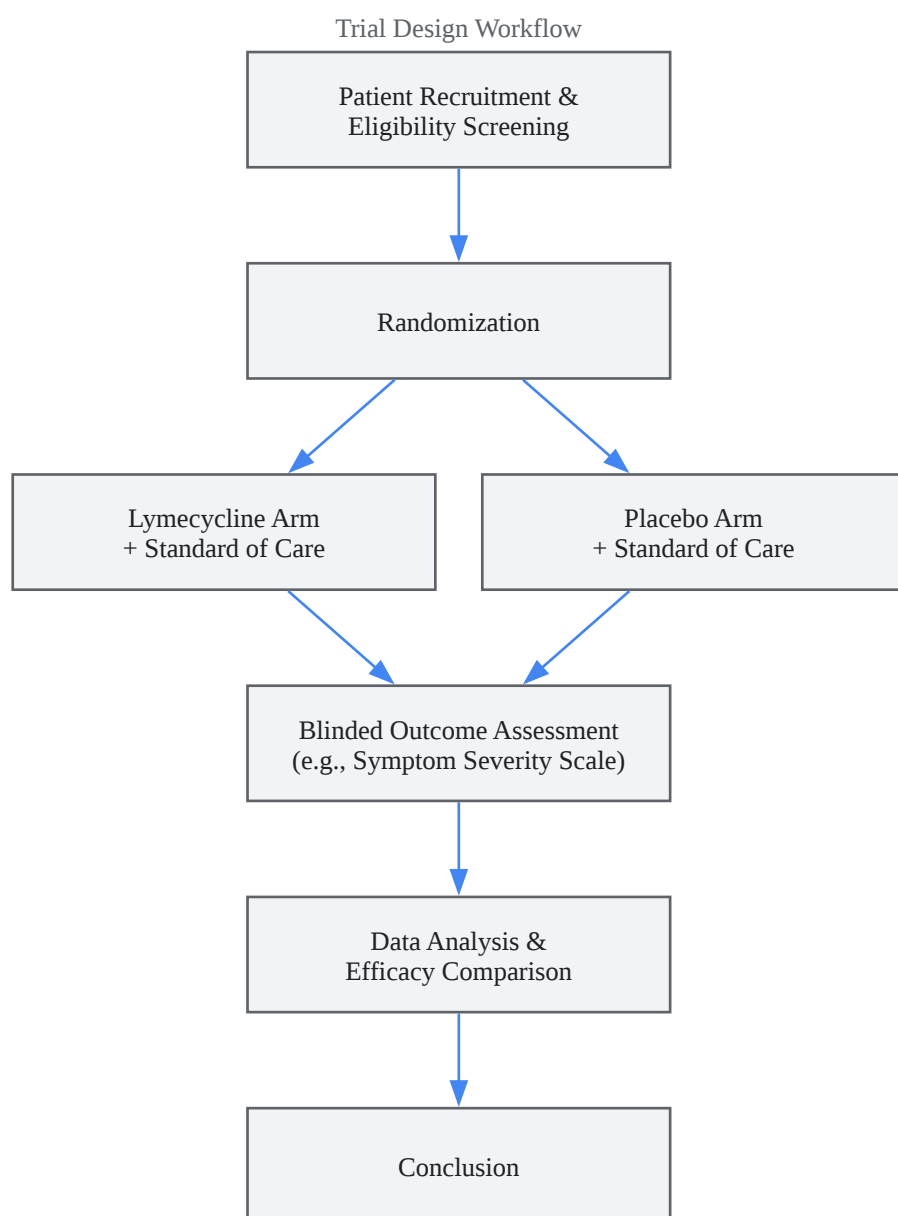 Trial Design Workflow
Patient Recruitment &
Eligibility Screening
Randomization
Lymecycline Arm
+ Standard of Care
Placebo Arm
+ Standard of Care
Blinded Outcome Assessment
(e.g., Symptom Severity Scale)
Data Analysis &
Efficacy Comparison
Conclusion